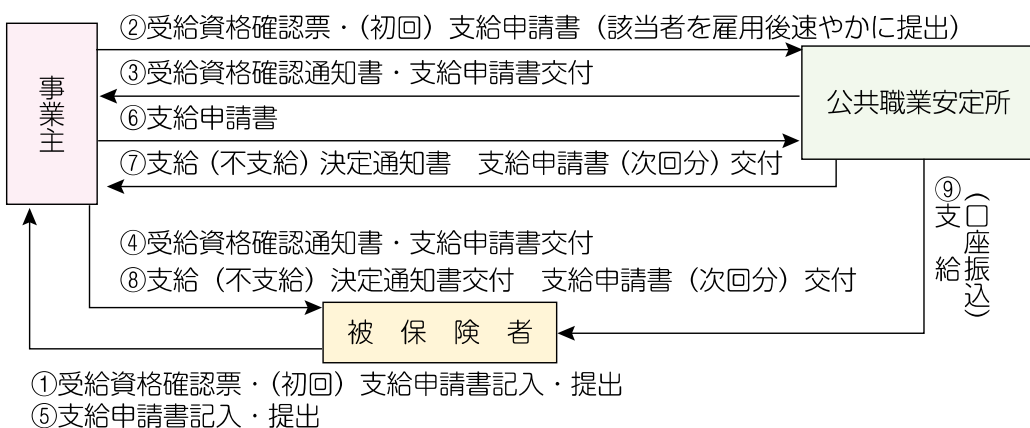 ②受給資格確認票・(初回) 支給申請書 (該当者を雇用後速やかに提出)
③受給資格確認通知書・支給申請書交付
事業主
公共職業安定所
⑥支給申請書
⑦支給 (不支給) 決定通知書　支給申請書 (次回分) 交付
⑨支　給
(口座振込)
④受給資格確認通知書・支給申請書交付
⑧支給 (不支給) 決定通知書交付　支給申請書 (次回分) 交付
被　保　険　者
①受給資格確認票・(初回) 支給申請書記入・提出
⑤支給申請書記入・提出